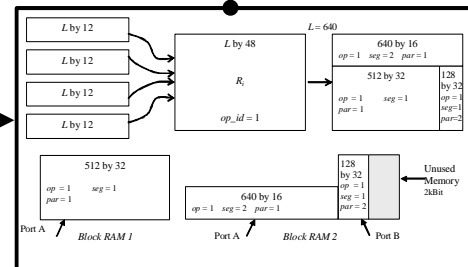 L by 12
L by 12
L by 12
L by 12
L by 48
R_i
op_id = 1
L = 640
640 by 16
op = 1 seg = 2 par = 1
512 by 32
op = 1 seg = 1
par = 1
128
by 32
op = 1
seg=1
par=2
512 by 32
op = 1 seg = 1
par = 1
Port A
Block RAM 1
640 by 16
op = 1 seg = 2 par = 1
128
by 32
op = 1
seg = 1
par = 2
Port A
Block RAM 2
Port B
Unused
Memory
2kBit